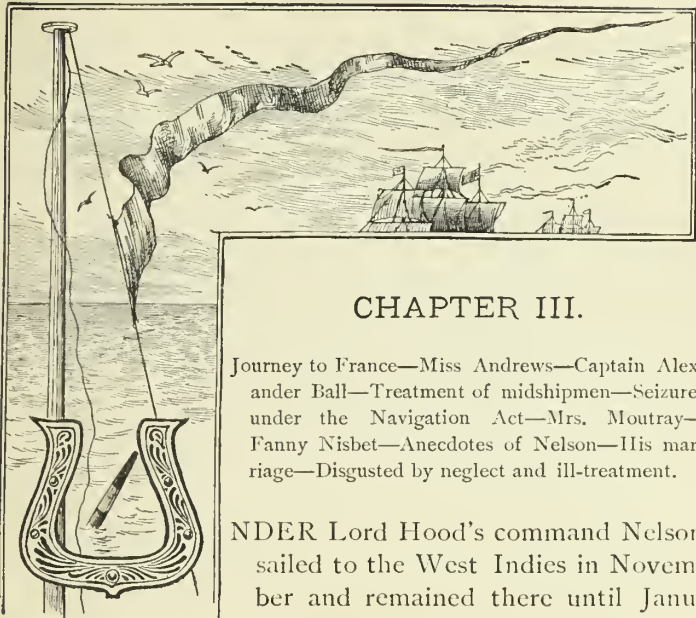 CHAPTER III.
Journey to France—Miss Andrews—Captain Alex
ander Ball—Treatment of midshipmen—Seizure
under the Navigation Act—Mrs. Moutray—
Fanny Nisbet—Anecdotes of Nelson—His mar
riage—Disgusted by neglect and ill-treatment.
UNDER Lord Hood's command Nelson
sailed to the West Indies in Novem
ber and remained there until Janu